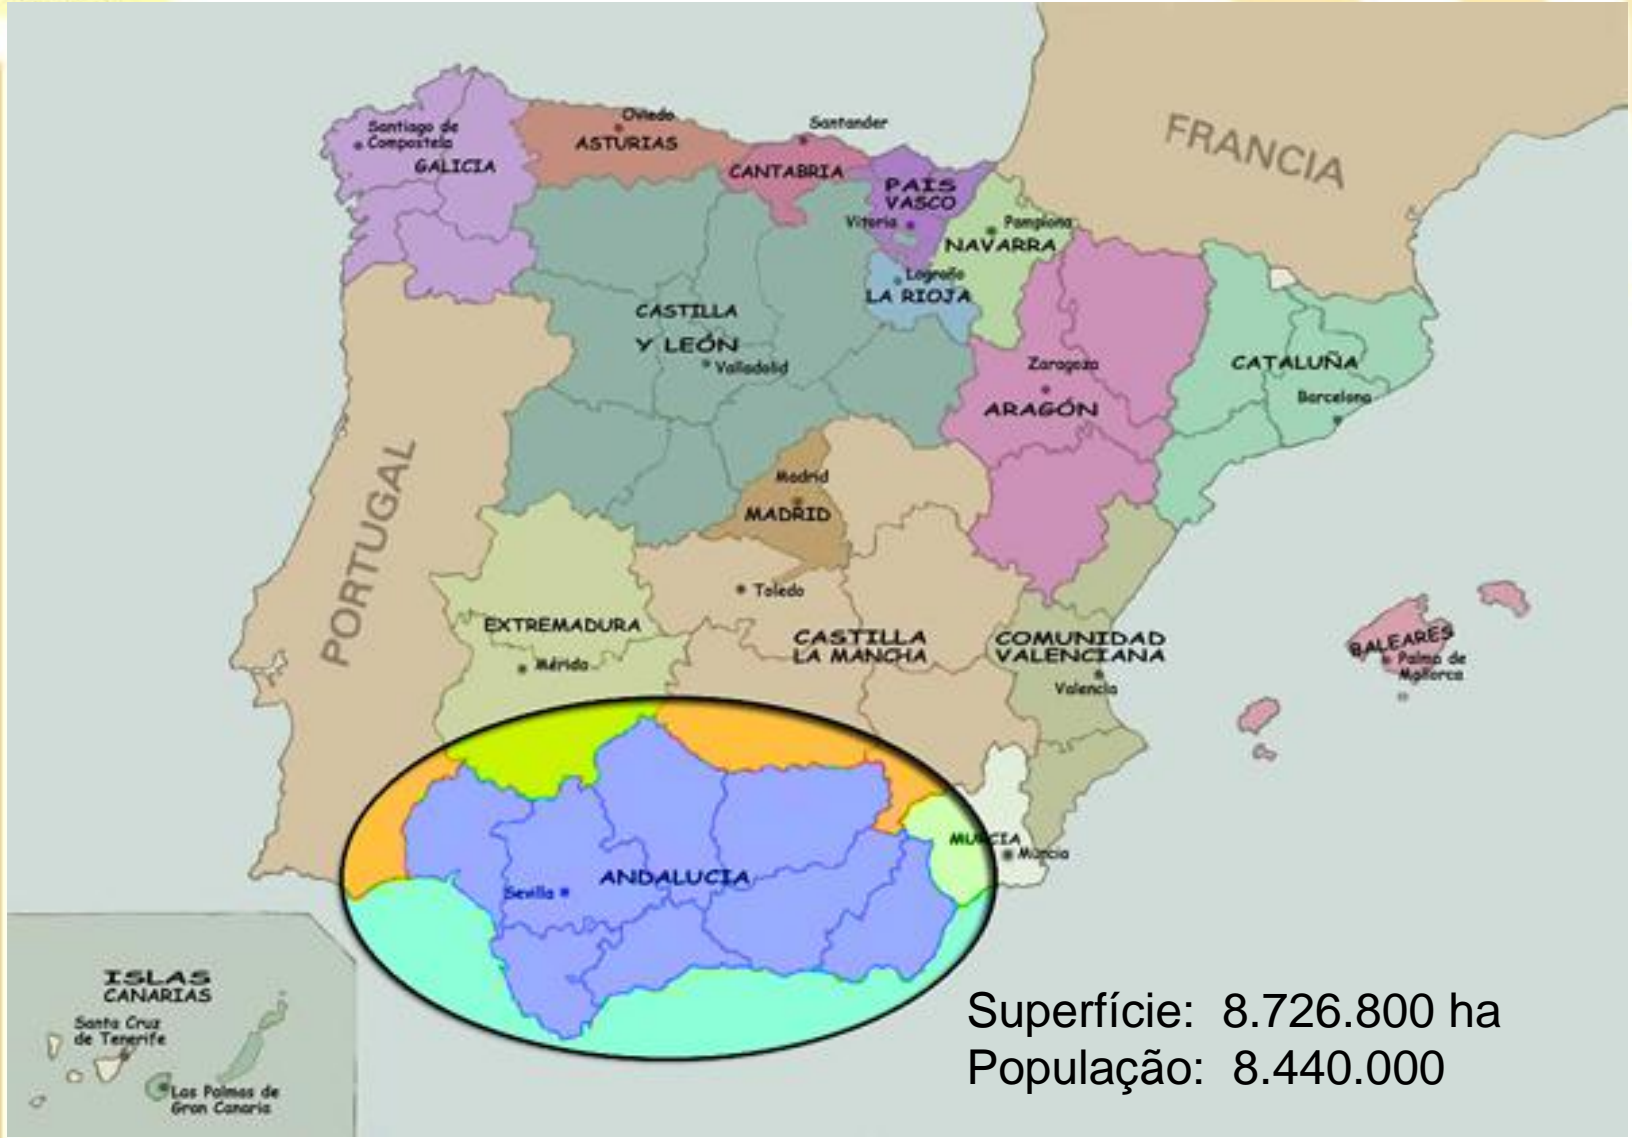 FRANCIA
Oviedo
Santander
Santiago de
Compostela
ASTURIAS
GALICIA
CANTABRIA
PAIS
VASCO
Vitoria
Pamplona
NAVARRA
Logroño
LA RIOJA
CASTILLA
Y LEÓN
Valladolid
Zaragoza
ARAGÓN
CATALUÑA
Barcelona
PORTUGAL
Madrid
MADRID
Toledo
EXTREMADURA
Mérida
CASTILLA
LA MANCHA
COMUNIDAD
VALENCIANA
Valencia
BALEARES
Palma de
Mallorca
MURCIA
Murcia
ANDALUCIA
Sevilla
ISLAS
CANARIAS
Santa Cruz
de Tenerife
Las Palmas de
Gran Canaria
Superfície: 8.726.800 ha
População: 8.440.000